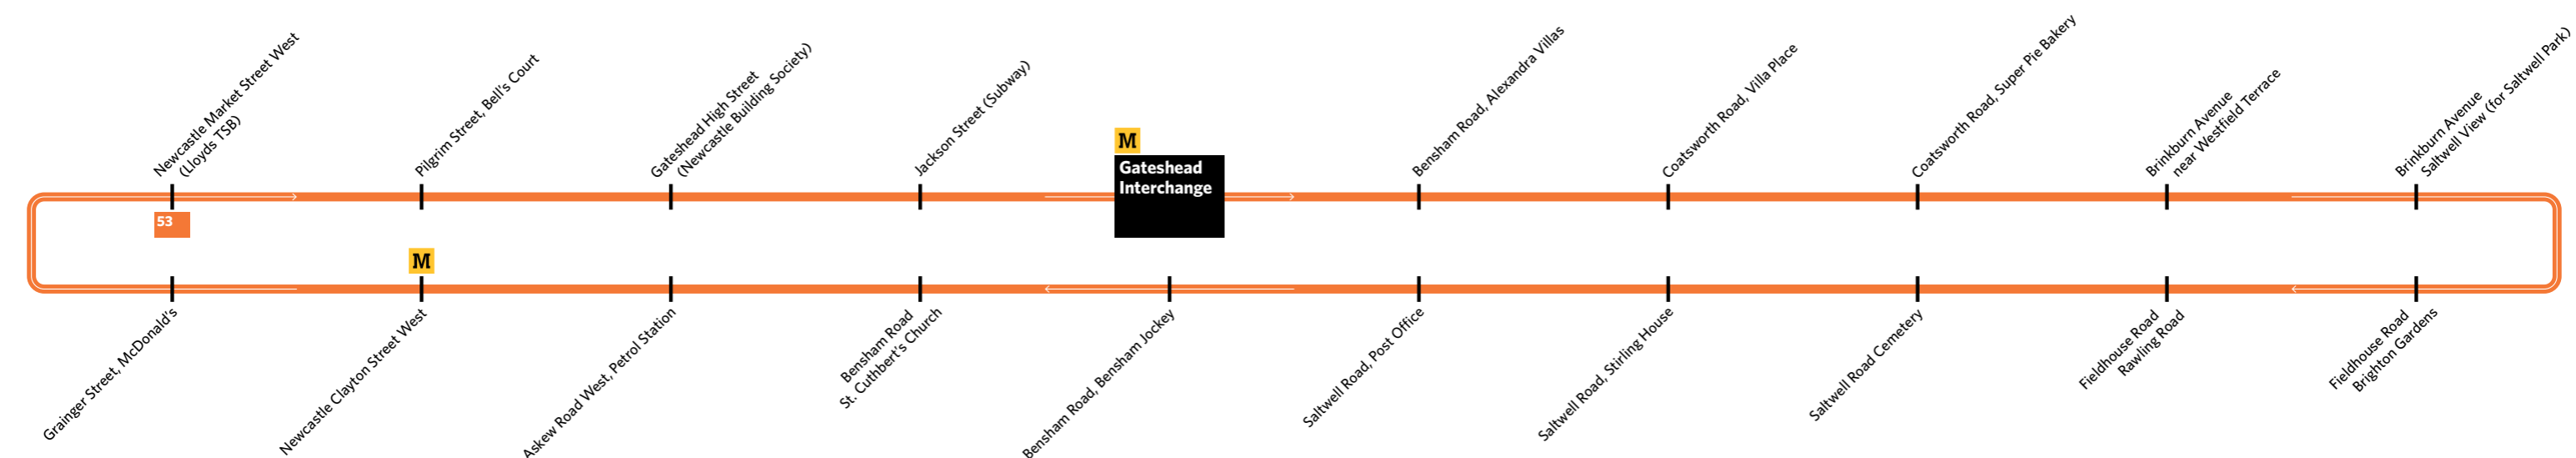 Newcastle Market Street West
(Lloyds TSB)
Pilgrim Street, Bell's Court
Gateshead High Street
(Newcastle Building Society)
Jackson Street (Subway)
M
Gateshead
Interchange
Bensham Road, Alexandra Villas
Coatsworth Road, Villa Place
Coatsworth Road, Super Pie Bakery
Brinkburn Avenue
near Westfield Terrace
Brinkburn Avenue
Saltwell View (for Saltwell Park)
53
M
Grainger Street, McDonald's
Newcastle Clayton Street West
Askew Road West, Petrol Station
Bensham Road
St. Cuthbert's Church
Bensham Road, Bensham Jockey
Saltwell Road, Post Office
Saltwell Road, Stirling House
Saltwell Road Cemetery
Fieldhouse Road
Rawling Road
Fieldhouse Road
Brighton Gardens